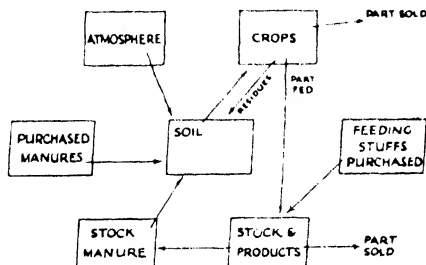 PART SOLD
ATMOSPHERE
CROPS
RESIDUES
PART
FED
SOIL
PURCHASED
MANURES
FEEDING
STUFFS
PURCHASED
STOCK
MANURE
STOCK &
PRODUCTS
PART
SOLD